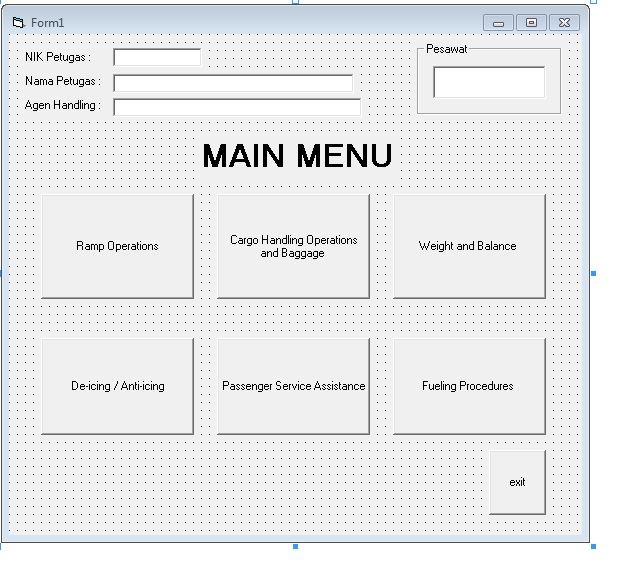 Form1
NIK Petugas :
Pesawat
Nama Petugas :
Agen Handling :
MAIN MENU
Ramp Operations
Cargo Handling Operations
and Baggage
Weight and Balance
De-icing / Anti-icing
Passenger Service Assistance
Fueling Procedures
exit